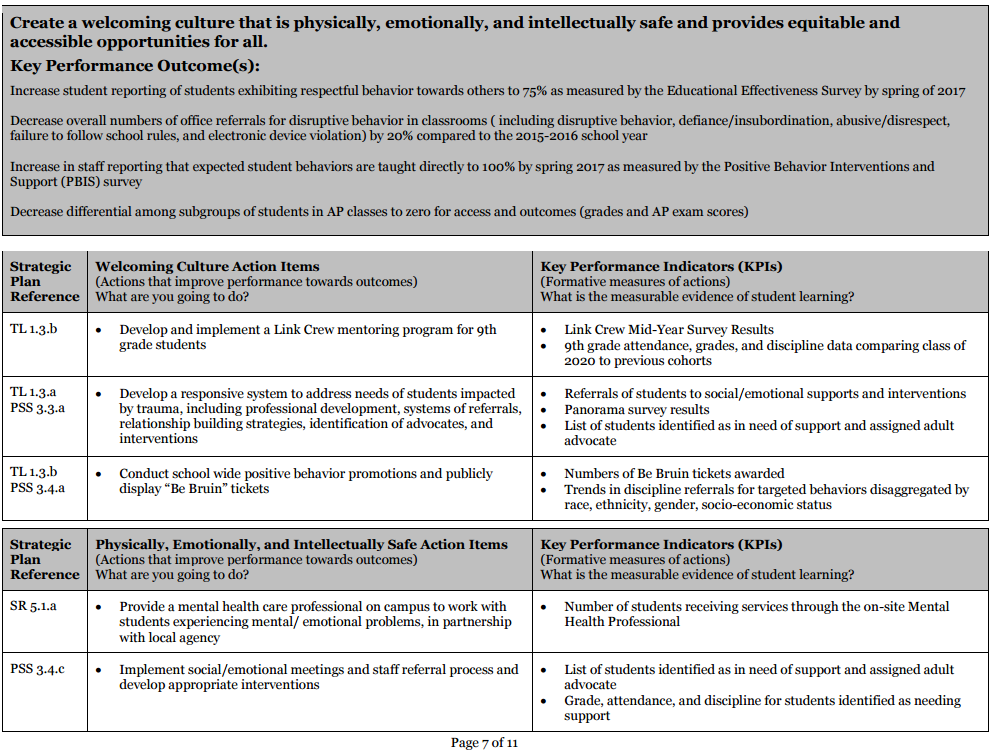 Create a welcoming culture that is physically, emotionally, and intellectually safe and provides equitable and
accessible opportunities for all.
Key Performance Outcome(s):
Increase student reporting of students exhibiting respectful behavior towards others to 75% as measured by the Educational Effectiveness Survey by spring of 2017
Decrease overall numbers of office referrals for disruptive behavior in classrooms ( including disruptive behavior, defiance/insubordination, abusive/disrespect,
failure to follow school rules, and electronic device violation) by 20% compared to the 2015-2016 school year
Increase in staff reporting that expected student behaviors are taught directly to 100% by spring 2017 as measured by the Positive Behavior Interventions and
Support (PBIS) survey
Decrease differential among subgroups of students in AP classes to zero for access and outcomes (grades and AP exam scores)
Strategic
Plan
Reference
Welcoming Culture Action Items
(Actions that improve performance towards outcomes)
What are you going to do?
Key Performance Indicators (KPIs)
(Formative measures of actions)
What is the measurable evidence of student learning?
TL 1.3.b
• Develop and implement a Link Crew mentoring program for 9th
grade students
• Link Crew Mid-Year Survey Results
• 9th grade attendance, grades, and discipline data comparing class of
2020 to previous cohorts
TL 1.3.a
PSS 3.3.a
• Develop a responsive system to address needs of students impacted
by trauma, including professional development, systems of referrals,
relationship building strategies, identification of advocates, and
interventions
• Referrals of students to social/emotional supports and interventions
• Panorama survey results
• List of students identified as in need of support and assigned adult
advocate
TL 1.3.b
PSS 3.4.a
• Conduct school wide positive behavior promotions and publicly
display “Be Bruin” tickets
• Numbers of Be Bruin tickets awarded
• Trends in discipline referrals for targeted behaviors disaggregated by
race, ethnicity, gender, socio-economic status
Strategic
Plan
Reference
Physically, Emotionally, and Intellectually Safe Action Items
(Actions that improve performance towards outcomes)
What are you going to do?
Key Performance Indicators (KPIs)
(Formative measures of actions)
What is the measurable evidence of student learning?
SR 5.1.a
• Provide a mental health care professional on campus to work with
students experiencing mental/ emotional problems, in partnership
with local agency
• Number of students receiving services through the on-site Mental
Health Professional
PSS 3.4.c
• Implement social/emotional meetings and staff referral process and
develop appropriate interventions
• List of students identified as in need of support and assigned adult
advocate
• Grade, attendance, and discipline for students identified as needing
support
Page 7 of 11